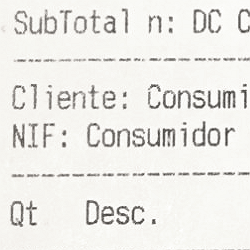 SubTotal n: DC C
Cliente: Consumi
NIF: Consumidor
Qt Desc.